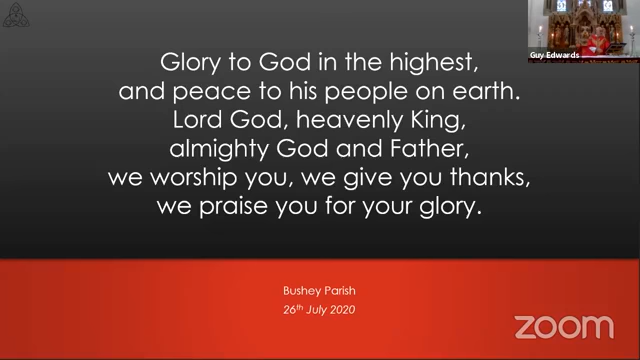 Guy Edwards
Glory to God in the highest,
and peace to his people on earth.
Lord God, heavenly King,
almighty God and Father,
we worship you, we give you thanks,
we praise you for your glory.
Bushey Parish
26th July 2020
zoom